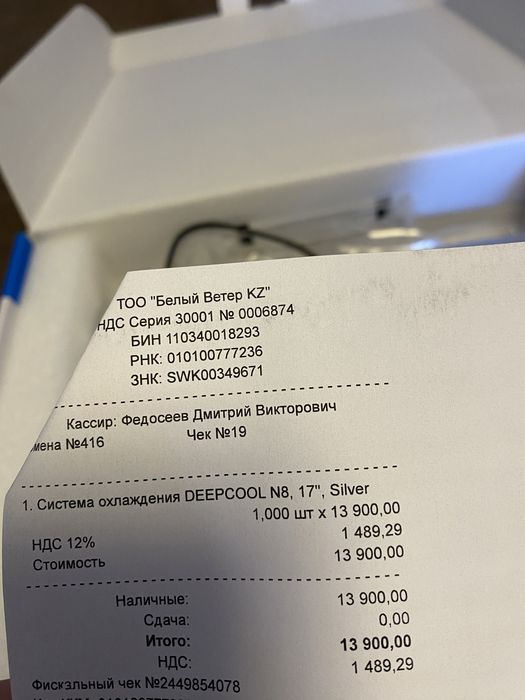 ТОО "Белый Ветер KZ"
НДС Серия 30001 № 0006874
БИН 110340018293
РНК: 010100777236
ЗНК: SWK00349671
Кассир: Федосеев Дмитрий Викторович
мена №416 Чек №19
1. Система охлаждения DEEPCOOL N8, 17", Silver
1,000 шт x 13 900,00
НДС 12% 1 489,29
Стоимость 13 900,00
Наличные: 13 900,00
Сдача: 0,00
Итого: 13 900,00
НДС: 1 489,29
Фискальный чек №2449854078